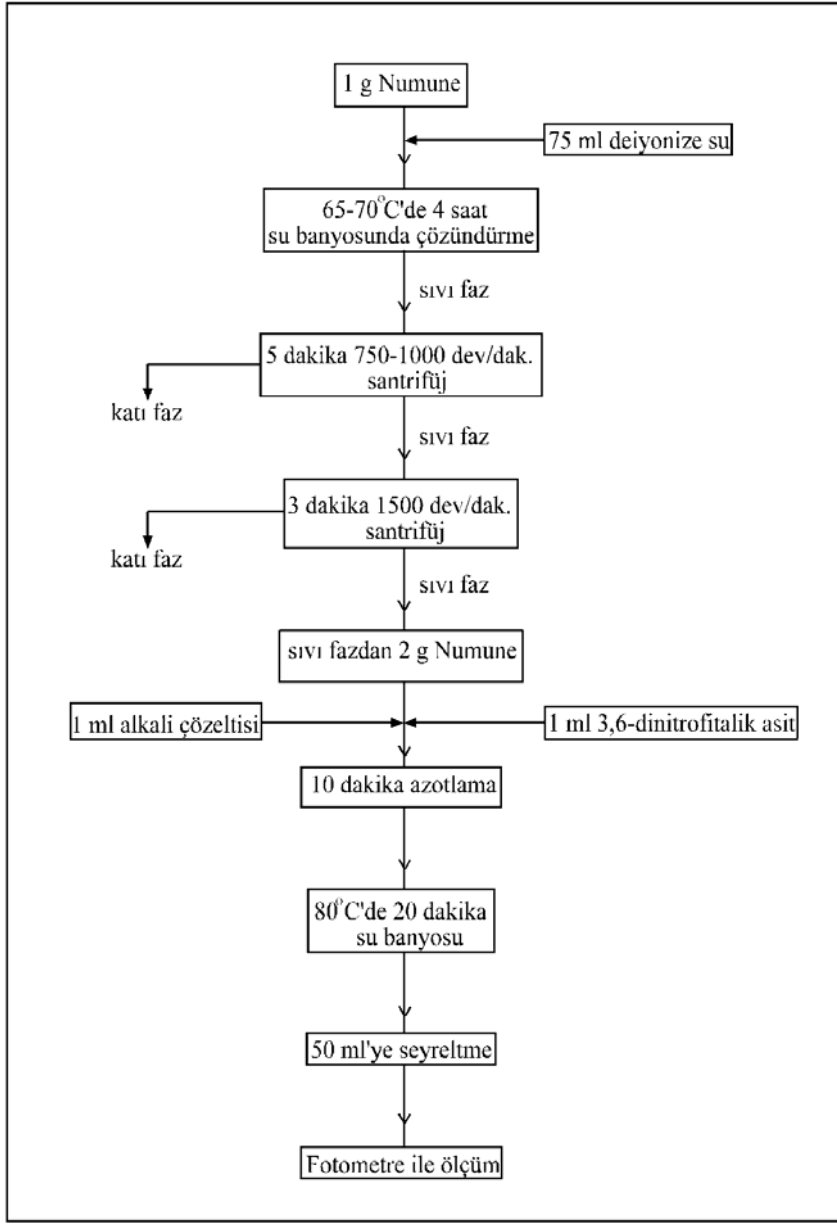 1 g Numune
75 ml deiyonize su
65-70°C'de 4 saat
su banyosunda çözündürme
sıvı faz
5 dakika 750-1000 dev/dak.
santrifüj
katı faz
sıvı faz
3 dakika 1500 dev/dak.
santrifüj
katı faz
sıvı faz
sıvı fazdan 2 g Numune
1 ml alkali çözeltisi
1 ml 3,6-dinitrofitalik asit
10 dakika azotlama
80°C'de 20 dakika
su banyosu
50 ml'ye seyreltme
Fotometre ile ölçüm